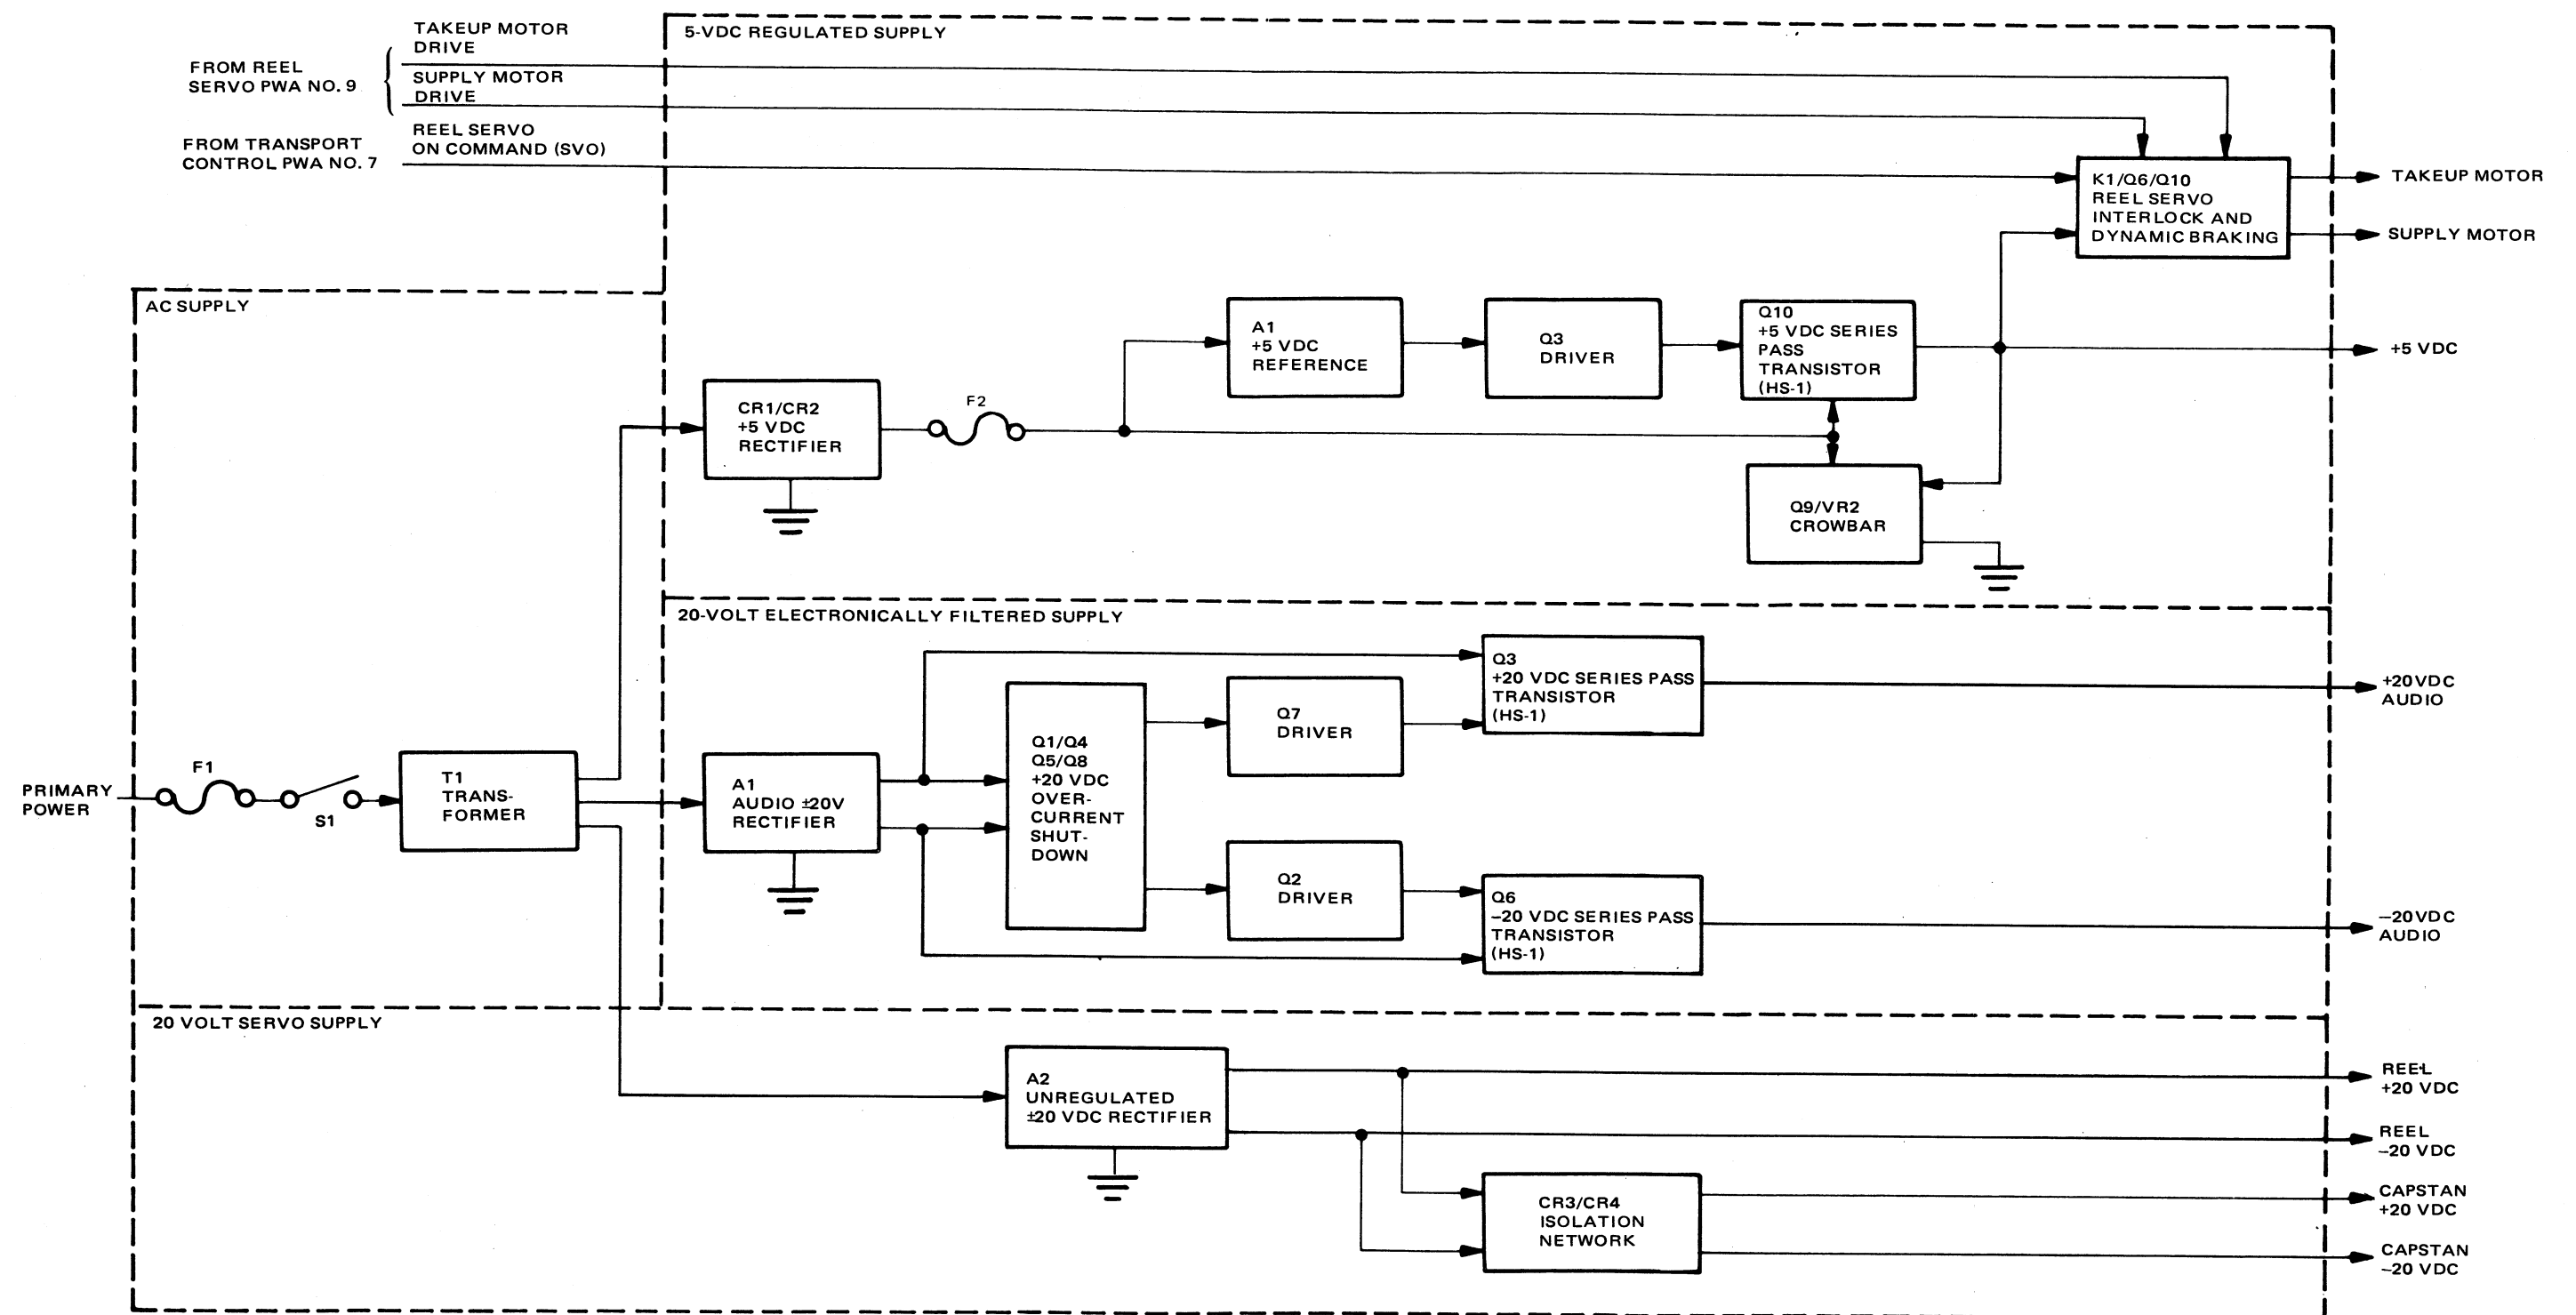 TAKEUP MOTOR
DRIVE
5-VDC REGULATED SUPPLY
FROM REEL
SERVO PWA NO. 9
SUPPLY MOTOR
DRIVE
REEL SERVO
ON COMMAND (SVO)
FROM TRANSPORT
CONTROL PWA NO. 7
K1/Q6/Q10
REEL SERVO
INTERLOCK AND
DYNAMIC BRAKING
TAKEUP MOTOR
SUPPLY MOTOR
AC SUPPLY
A1
+5 VDC
REFERENCE
Q3
DRIVER
Q10
+5 VDC SERIES
PASS
TRANSISTOR
(HS-1)
+5 VDC
CR1/CR2
+5 VDC
RECTIFIER
F2
Q9/VR2
CROWBAR
20-VOLT ELECTRONICALLY FILTERED SUPPLY
Q3
+20 VDC SERIES PASS
TRANSISTOR
(HS-1)
+20VDC
AUDIO
Q7
DRIVER
Q1/Q4
Q5/Q8
+20 VDC
OVER-
CURRENT
SHUT-
DOWN
PRIMARY
POWER
F1
S1
T1
TRANS-
FORMER
A1
AUDIO ±20V
RECTIFIER
Q2
DRIVER
Q6
−20 VDC SERIES PASS
TRANSISTOR
(HS-1)
−20VDC
AUDIO
20 VOLT SERVO SUPPLY
A2
UNREGULATED
±20 VDC RECTIFIER
REEL
+20 VDC
REEL
−20 VDC
CR3/CR4
ISOLATION
NETWORK
CAPSTAN
+20 VDC
CAPSTAN
−20 VDC